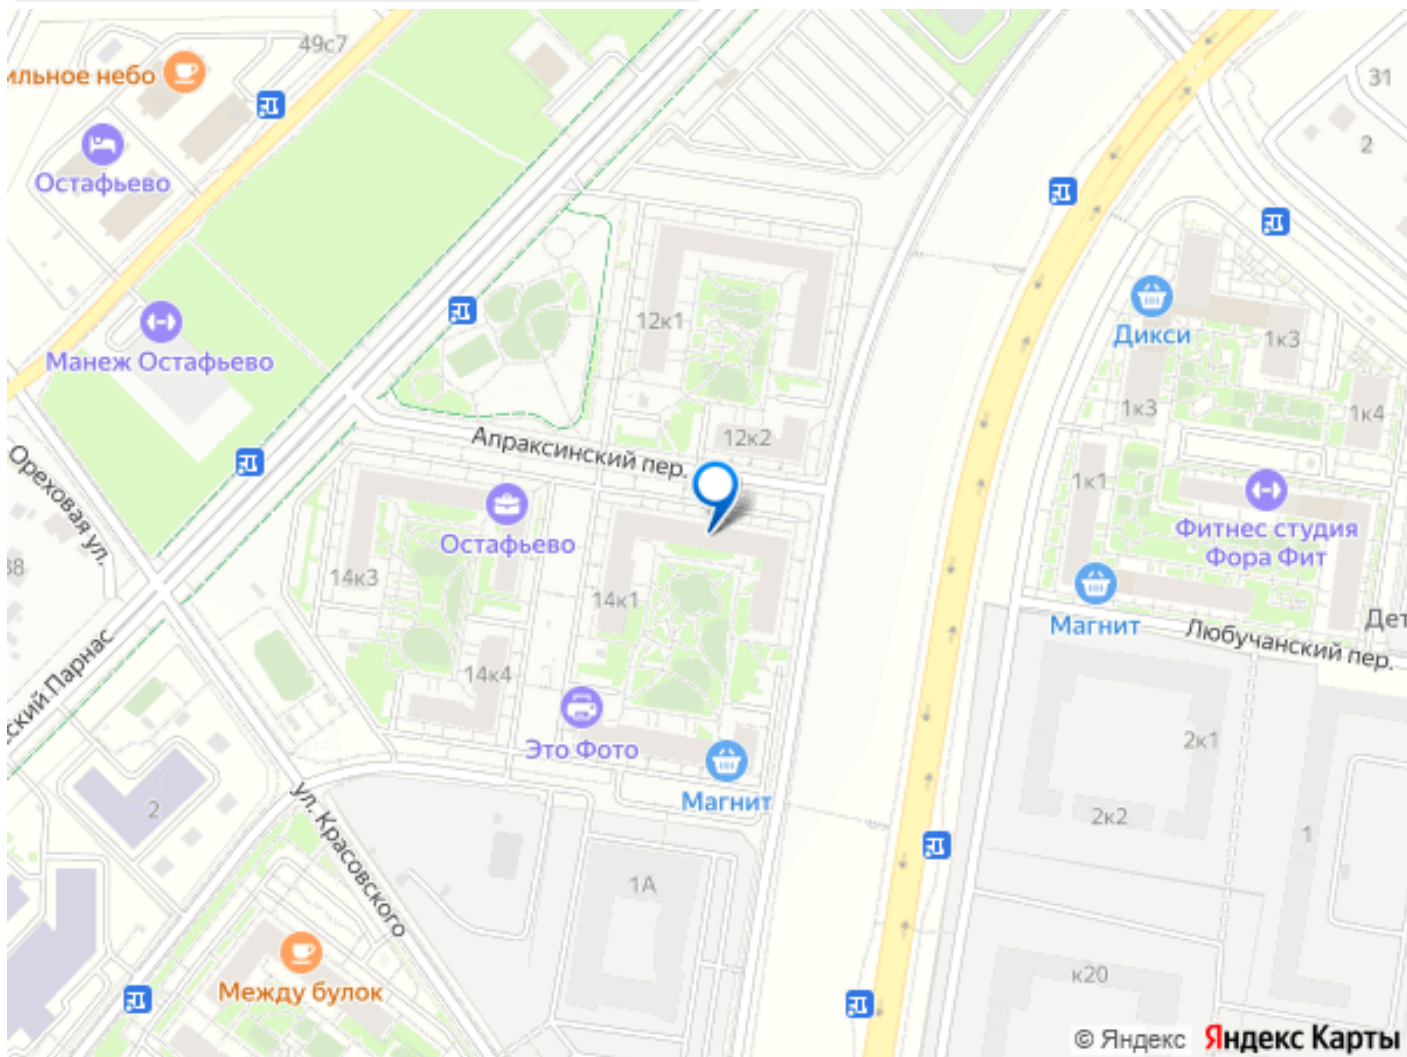 49с7
ильное небо
31
2
Остафьево
12к1
Дикси
1к3
Манеж Остафьево
1к3
1к4
Апраксинский пер.
12к2
Ореховая ул.
1к1
Фитнес студия
Фора Фит
Остафьево
38
14к3
14к1
Магнит
Дет
Любучанский пер.
ский Парнас
14к4
Это Фото
2к1
Магнит
2
2к2
1
ул. Красовского
1А
Между булок
к20
© Яндекс Яндекс Карты